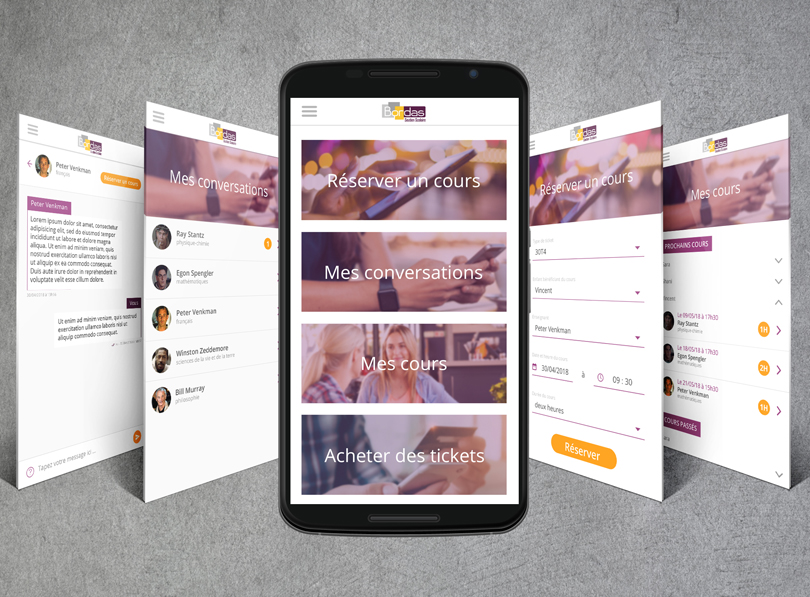 Bordas
Soutien Scolaire
Peter Venkman
français
Réserver un cours
Peter Venkman
Lorem ipsum dolor sit amet, consectetur
adipisicing elit, sed do eiusmod tempor
incididunt ut labore et dolore magna
aliqua. Ut enim ad minim veniam, quis
nostrud exercitation ullamco laboris nisi
ut aliquip ex ea commodo consequat.
Duis aute irure dolor in reprehenderit in
voluptate velit esse cillum dolore.
Vous
Ut enim ad minim veniam, quis nostrud
exercitation ullamco laboris nisi ut
aliquip commodo consequat.
Tapez votre message ici ...
Bordas
Soutien Scolaire
Mes conversations
Ray Stantz
physique-chimie
1
Egon Spengler
mathématiques
Peter Venkman
français
Winston Zeddemore
sciences de la vie et de la terre
Bill Murray
philosophie
Bordas
Soutien Scolaire
Réserver un cours
Mes conversations
Mes cours
Acheter des tickets
Bordas
Soutien Scolaire
Réserver un cours
30T4
Vincent
Peter Venkman
30/04/2018
à
09 : 30
deux heures
Réserver
Bordas
Soutien Scolaire
Mes cours
PROCHAINS COURS
Le 09/05/18 à 17h30
Ray Stantz
physique-chimie
1H
Le 18/05/18 à 17h30
Egon Spengler
mathématiques
2H
Le 21/05/18 à 15h30
Peter Venkman
mathématiques
1H
COURS PASSÉS